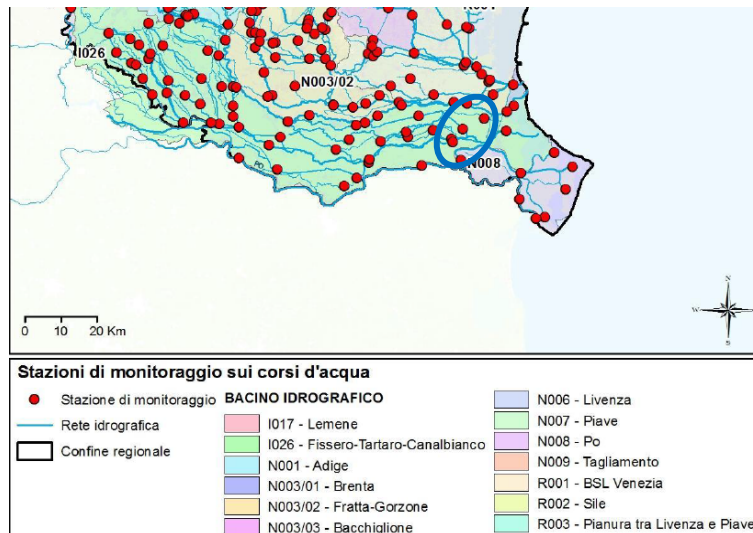 I026
N003/02
N008
PO
0 10 20 Km
N
W
S
Stazioni di monitoraggio sui corsi d'acqua
Stazione di monitoraggio
Rete idrografica
Confine regionale
BACINO IDROGRAFICO
I017 - Lemene
I026 - Fissero-Tartaro-Canalbianco
N001 - Adige
N003/01 - Brenta
N003/02 - Fratta-Gorzone
N003/03 - Bacchiglione
N006 - Livenza
N007 - Piave
N008 - Po
N009 - Tagliamento
R001 - BSL Venezia
R002 - Sile
R003 - Pianura tra Livenza e Piave